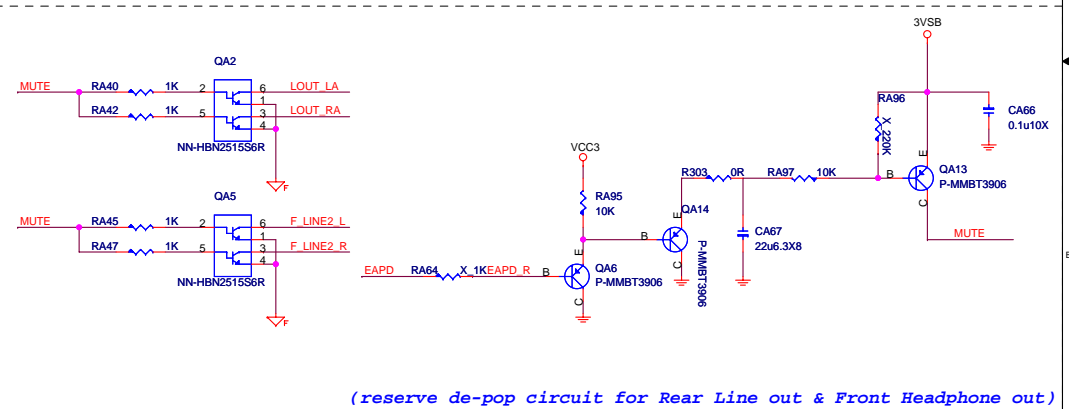 3VSB
QA2
MUTE
RA40
1K
2
6
LOUT_LA
1
RA42
1K
5
3
LOUT_RA
4
NN-HBN2515S6R
F
RA96
X_220K
CA66
0.1u10X
VCC3
R303
0R
RA97
10K
B
E
QA13
P-MMBT3906
C
QA5
RA95
10K
MUTE
RA45
1K
2
6
F_LINE2_L
1
RA47
1K
5
3
F_LINE2_R
4
NN-HBN2515S6R
F
QA14
E
B
C
P-MMBT3906
CA67
22u6.3X8
MUTE
EAPD
RA64
X_1K
EAPD_R
B
E
QA6
P-MMBT3906
C
E
(reserve de-pop circuit for Rear Line out & Front Headphone out)